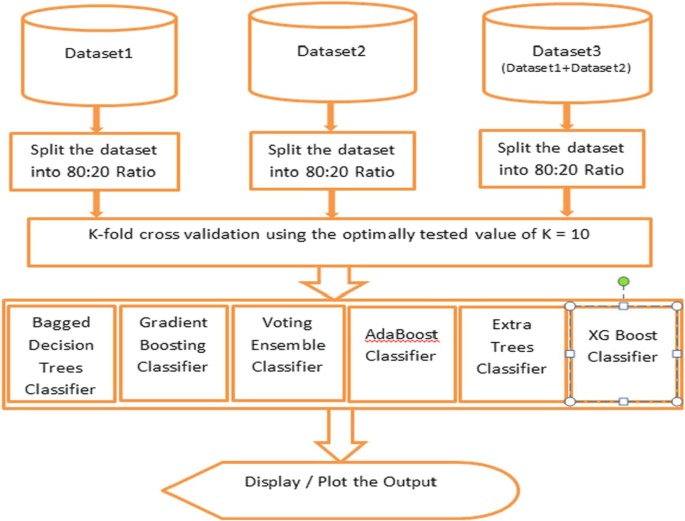 Dataset1
Dataset2
Dataset3
(Dataset1+Dataset2)
Split the dataset
into 80:20 Ratio
Split the dataset
into 80:20 Ratio
Split the dataset
into 80:20 Ratio
K-fold cross validation using the optimally tested value of K = 10
Bagged
Decision
Trees
Classifier
Gradient
Boosting
Classifier
Voting
Ensemble
Classifier
AdaBoost
Classifier
Extra
Trees
Classifier
XG Boost
Classifier
Display / Plot the Output